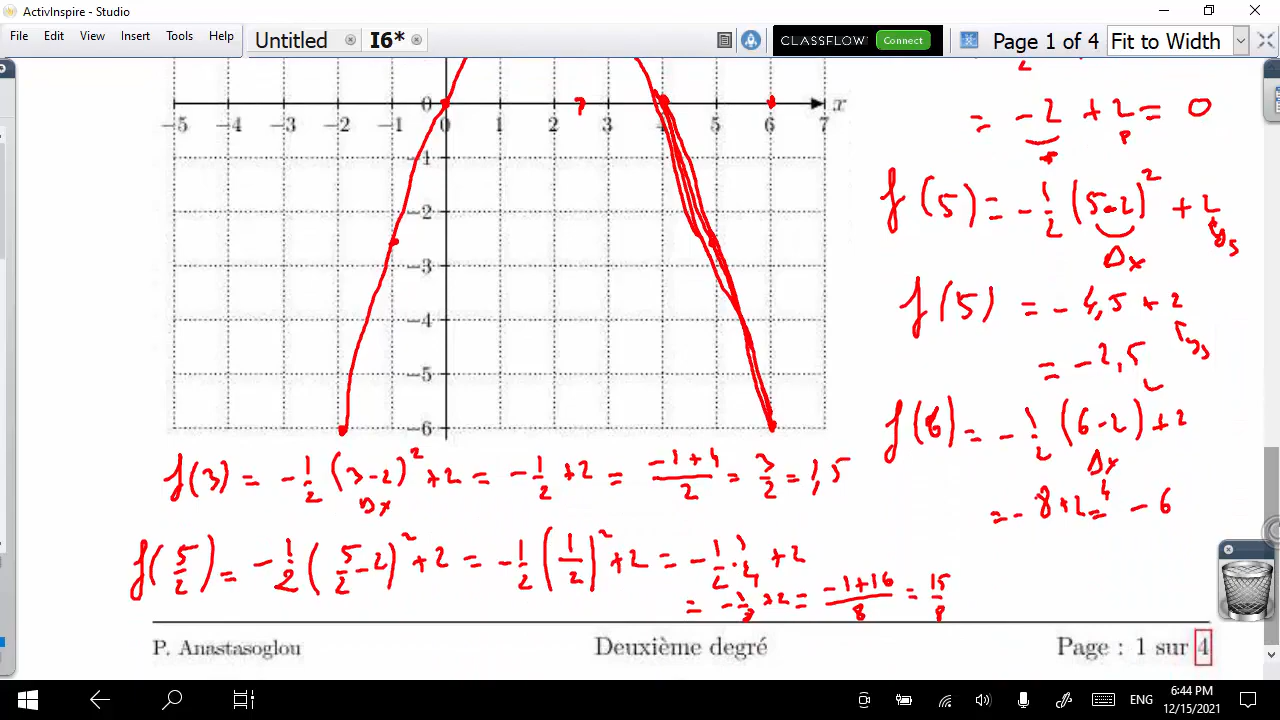 ActivInspire - Studio
File Edit View Insert Tools Help Untitled I6* CLASSFLOW Connect Page 1 of 4 Fit to Width
0 x
-5 -4 -3 -2 -1 0 2 3 4 5 6 7
-1
-2
-3
-4
-5
-6
= -2 + 2 = 0
f(5) = -1/2 (5-2)² + 2
Δx
f(5) = -4,5 + 2
= -2,5
f(6) = -1/2 (6-2)² + 2
Δx
= -8+2 = -6
f(3) = -1/2 (3-2)² + 2 = -1/2 + 2 = (-1+4)/2 = 3/2 = 1,5
Δx
f(5/2) = -1/2 (5/2 - 2)² + 2 = -1/2 (1/2)² + 2 = -1/2 · 1/4 + 2
= -1/8 + 2 = (-1+16)/8 = 15/8
P. Anastasoglou Deuxième degré Page : 1 sur 4
ENG 6:44 PM
12/15/2021